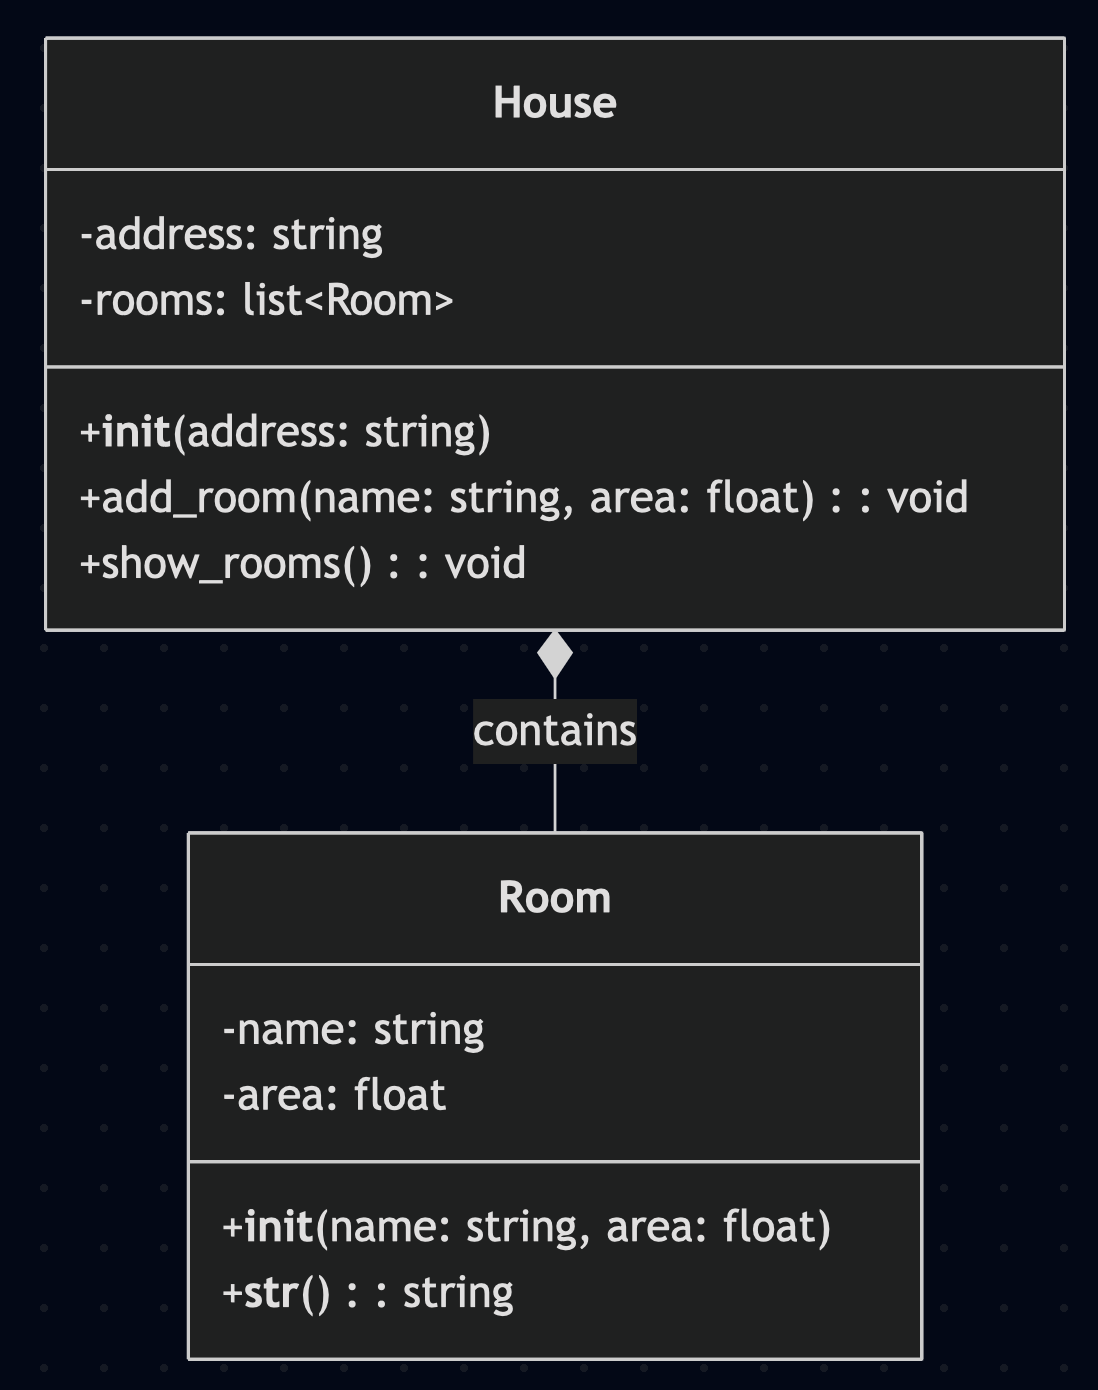 House
-address: string
-rooms: list<Room>
+init(address: string)
+add_room(name: string, area: float) : : void
+show_rooms() : : void
contains
Room
-name: string
-area: float
+init(name: string, area: float)
+str() : : string